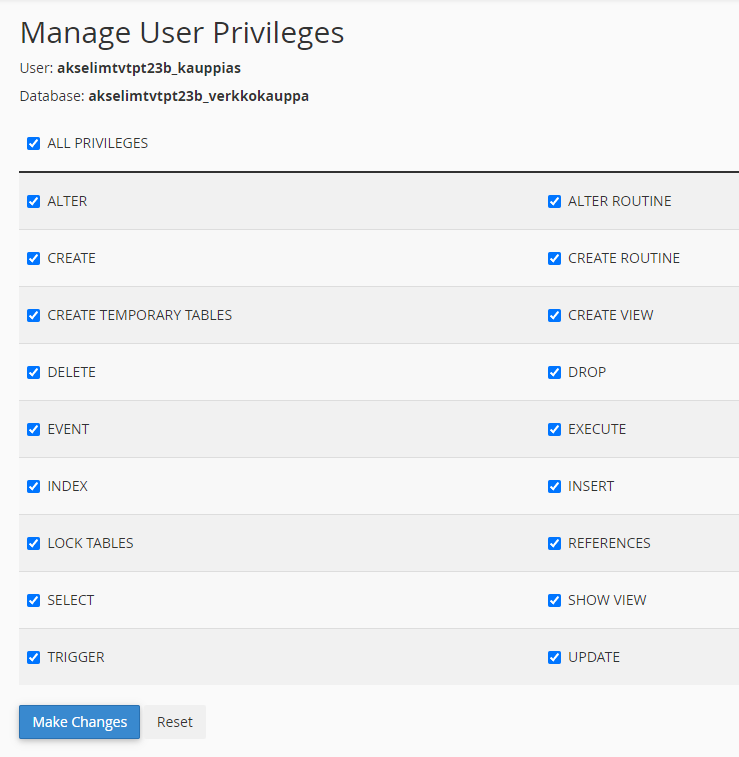 Manage User Privileges
User: akselimtvtpt23b_kauppias
Database: akselimtvtpt23b_verkkokauppa
ALL PRIVILEGES
ALTER ALTER ROUTINE
CREATE CREATE ROUTINE
CREATE TEMPORARY TABLES CREATE VIEW
DELETE DROP
EVENT EXECUTE
INDEX INSERT
LOCK TABLES REFERENCES
SELECT SHOW VIEW
TRIGGER UPDATE
Make Changes Reset